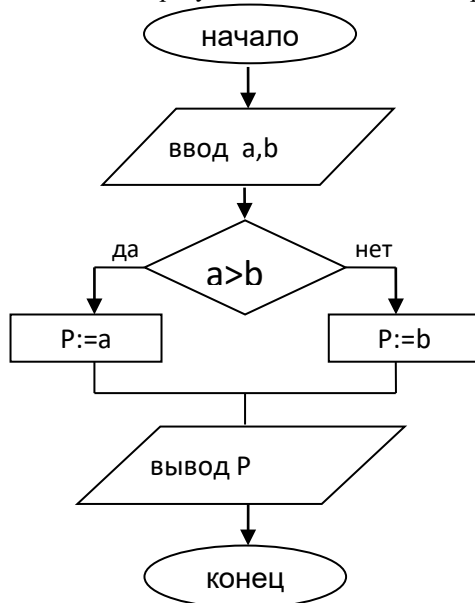 начало
ввод a,b
да
нет
a>b
P:=a
P:=b
вывод P
конец